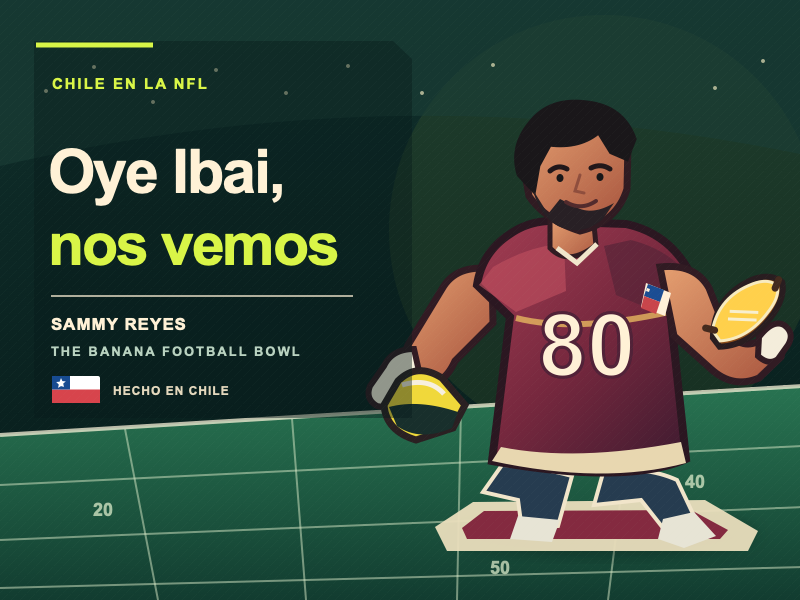 CHILE EN LA NFL
Oye Ibai,
nos vemos
SAMMY REYES
THE BANANA FOOTBALL BOWL
HECHO EN CHILE
80
20
40
50